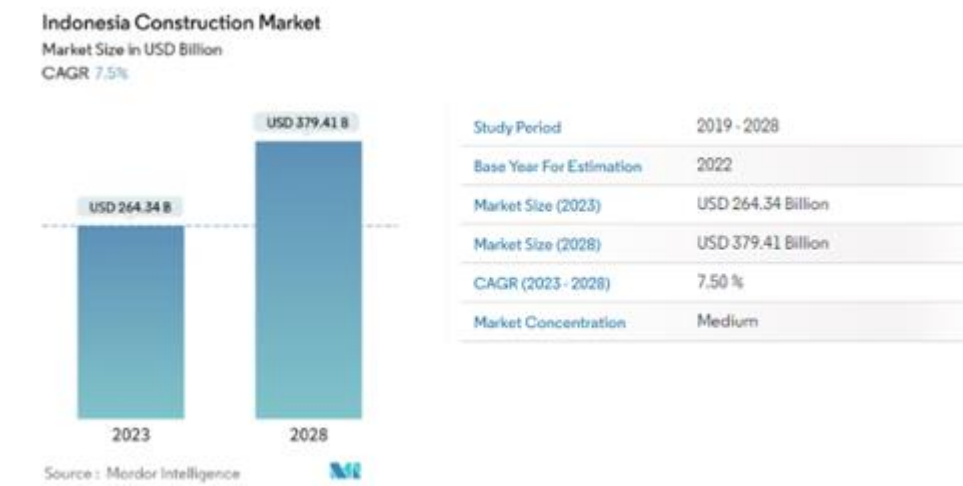 Indonesia Construction Market
Market Size in USD Billion
CAGR 7.5%
USD 379.41 B
USD 264.34 B
2023
2028
Source : Mordor Intelligence
Study Period 2019 - 2028
Base Year For Estimation 2022
Market Size (2023) USD 264.34 Billion
Market Size (2028) USD 379.41 Billion
CAGR (2023 - 2028) 7.50 %
Market Concentration Medium